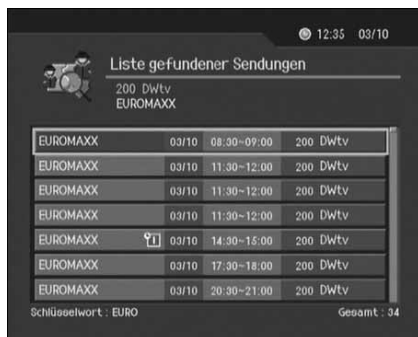 12:35 03/10
Liste gefundener Sendungen
200 DWtv
EUROMAXX
EUROMAXX 03/10 08:30~09:00 200 DWtv
EUROMAXX 03/10 11:30~12:00 200 DWtv
EUROMAXX 03/10 11:30~12:00 200 DWtv
EUROMAXX 03/10 11:30~12:00 200 DWtv
EUROMAXX 03/10 14:30~15:00 200 DWtv
EUROMAXX 03/10 17:30~18:00 200 DWtv
EUROMAXX 03/10 20:30~21:00 200 DWtv
Schlüsselwort : EURO Gesamt : 34